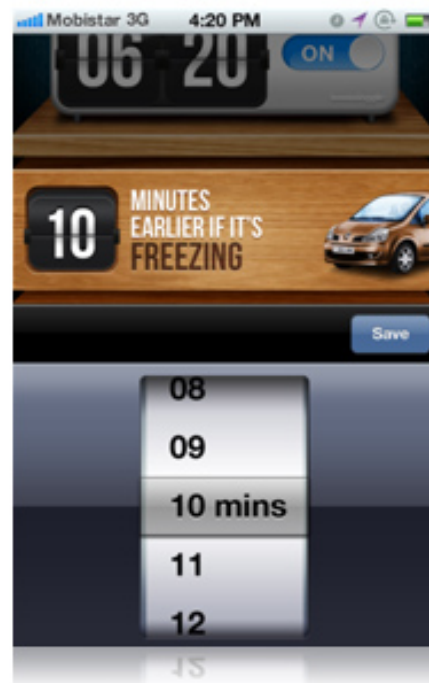 Mobistar 3G 4:20 PM
06 20 ON
10 MINUTES
EARLIER IF IT'S
FREEZING
Save
08
09
10 mins
11
12